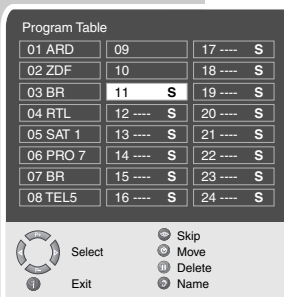 Program Table
01 ARD 09 17 ---- S
02 ZDF 10 18 ---- S
03 BR 11 S 19 ---- S
04 RTL 12 ---- S 20 ---- S
05 SAT 1 13 ---- S 21 ---- S
06 PRO 7 14 ---- S 22 ---- S
07 BR 15 ---- S 23 ---- S
08 TEL5 16 ---- S 24 ---- S
P+
Select
P-
i Exit
Skip
Move
Delete
Name